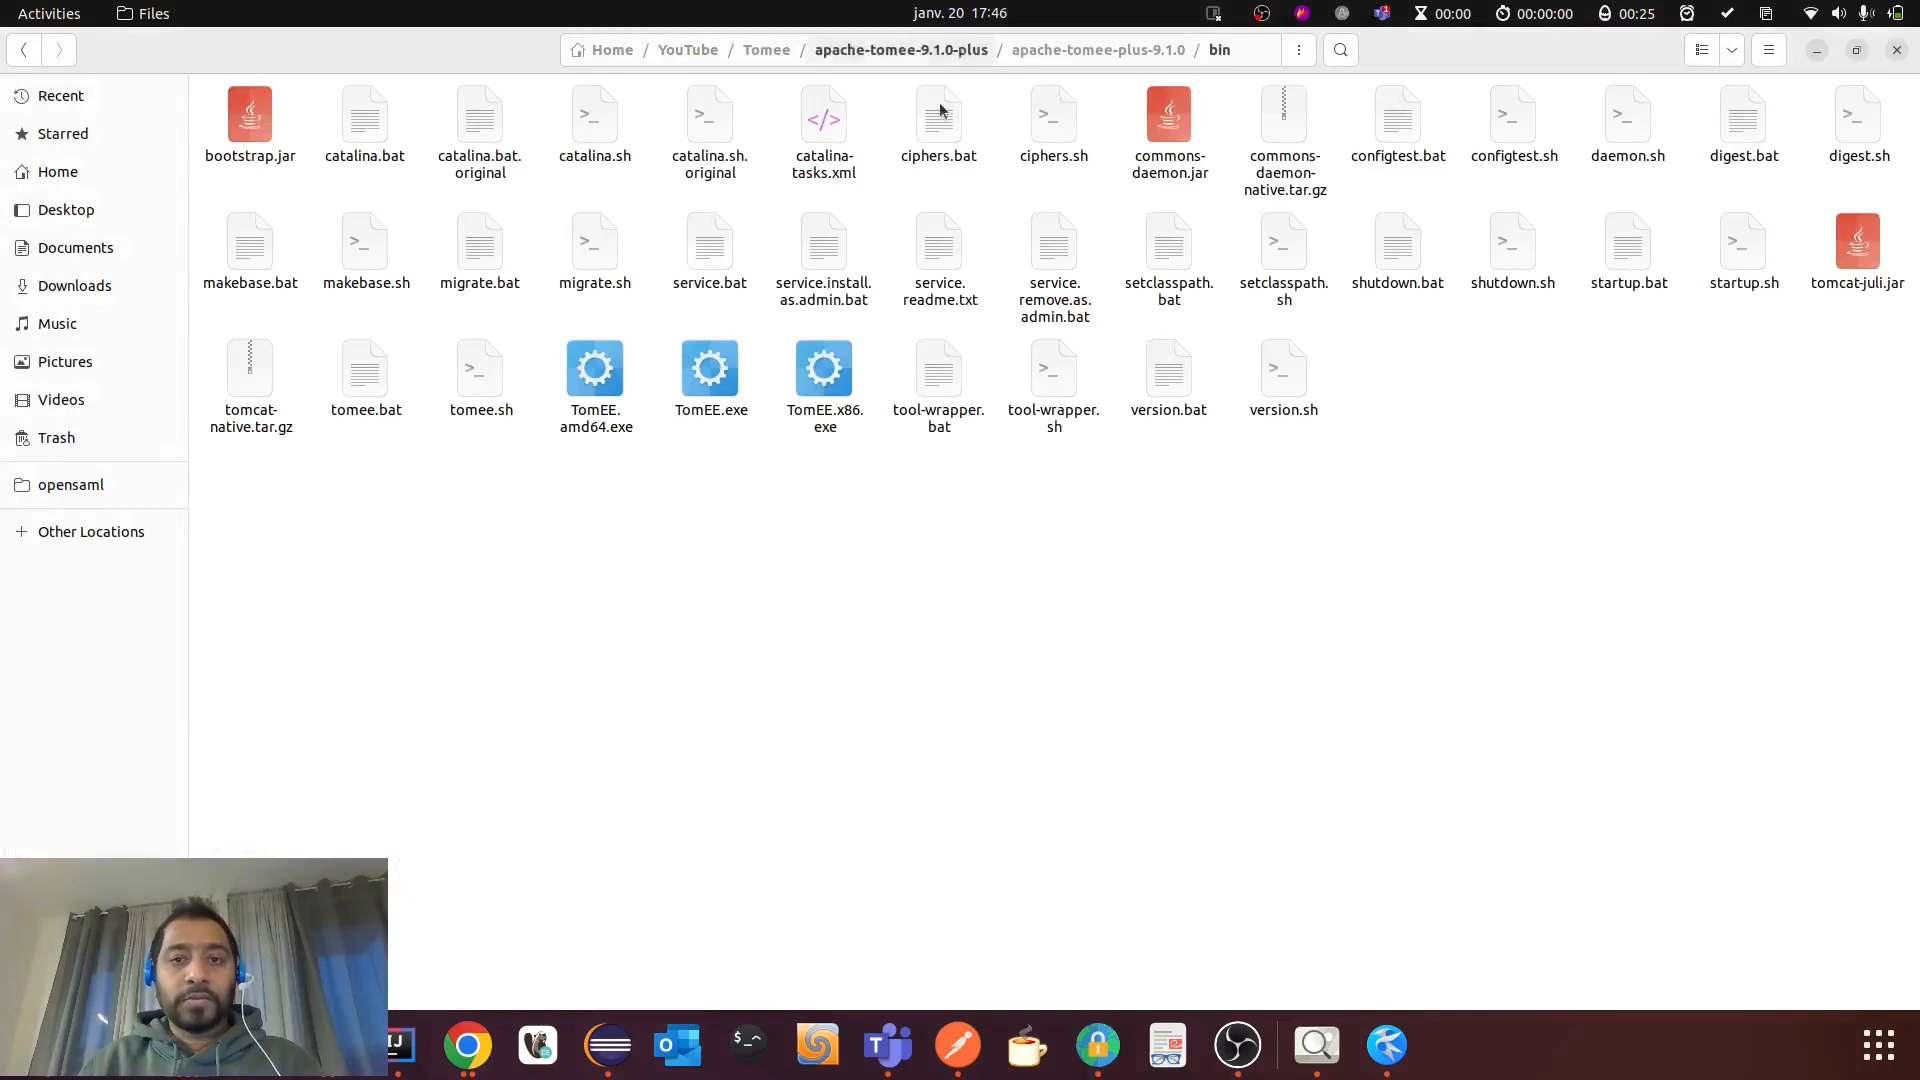 Activities Files janv. 20 17:46 1 00:00 00:00:00 00:25
Home / YouTube / Tomee / apache-tomee-9.1.0-plus / apache-tomee-plus-9.1.0 / bin
Recent
Starred
Home
Desktop
Documents
Downloads
Music
Pictures
Videos
Trash
opensaml
+ Other Locations
bootstrap.jar
catalina.bat
catalina.bat.
original
catalina.sh
catalina.sh.
original
</>
catalina-
tasks.xml
ciphers.bat
>_
ciphers.sh
commons-
daemon.jar
commons-
daemon-
native.tar.gz
configtest.bat
configtest.sh
daemon.sh
digest.bat
digest.sh
makebase.bat
makebase.sh
migrate.bat
migrate.sh
service.bat
service.install.
as.admin.bat
service.
readme.txt
service.
remove.as.
admin.bat
setclasspath.
bat
setclasspath.
sh
shutdown.bat
shutdown.sh
startup.bat
startup.sh
tomcat-juli.jar
tomcat-
native.tar.gz
tomee.bat
tomee.sh
TomEE.
amd64.exe
TomEE.exe
TomEE.x86.
exe
tool-wrapper.
bat
tool-wrapper.
sh
version.bat
version.sh
IJ
$_